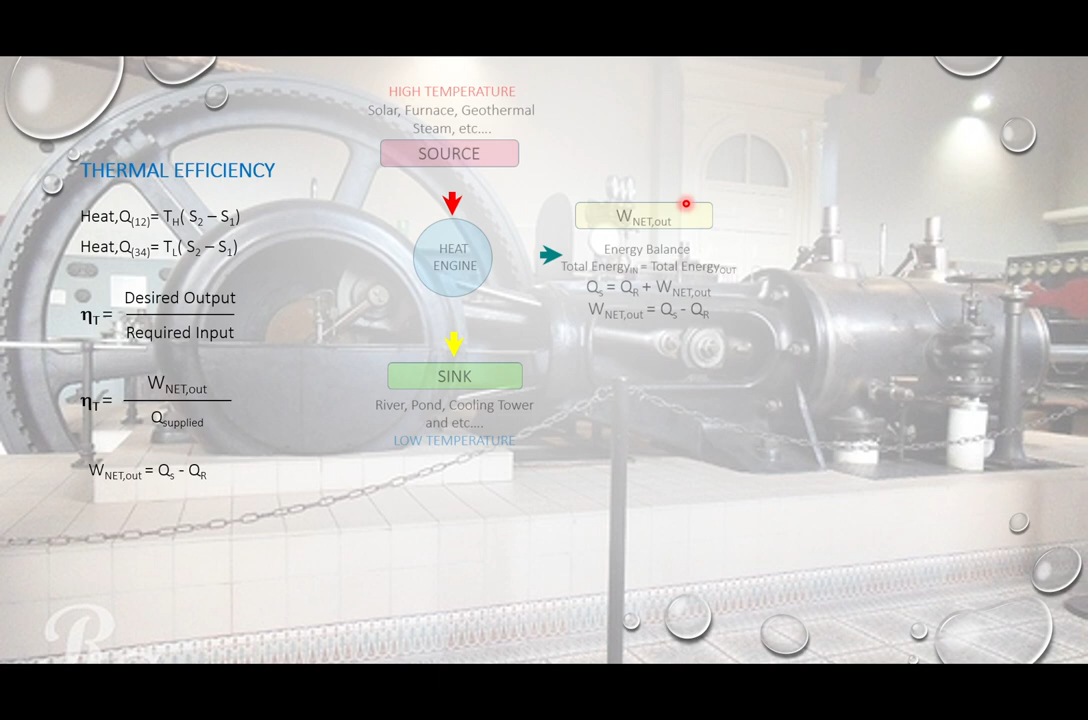 THERMAL EFFICIENCY
Heat,Q(12)= TH( S2 – S1)
Heat,Q(34)= TL( S2 – S1)
ηT= Desired Output
Required Input
ηT= WNET,out
Qsupplied
WNET,out = Qs - QR
HIGH TEMPERATURE
Solar, Furnace, Geothermal
Steam, etc....
SOURCE
HEAT
ENGINE
SINK
River, Pond, Cooling Tower
and etc....
LOW TEMPERATURE
WNET,out
Energy Balance
Total EnergyIN = Total EnergyOUT
Qs = QR + WNET,out
WNET,out = Qs - QR